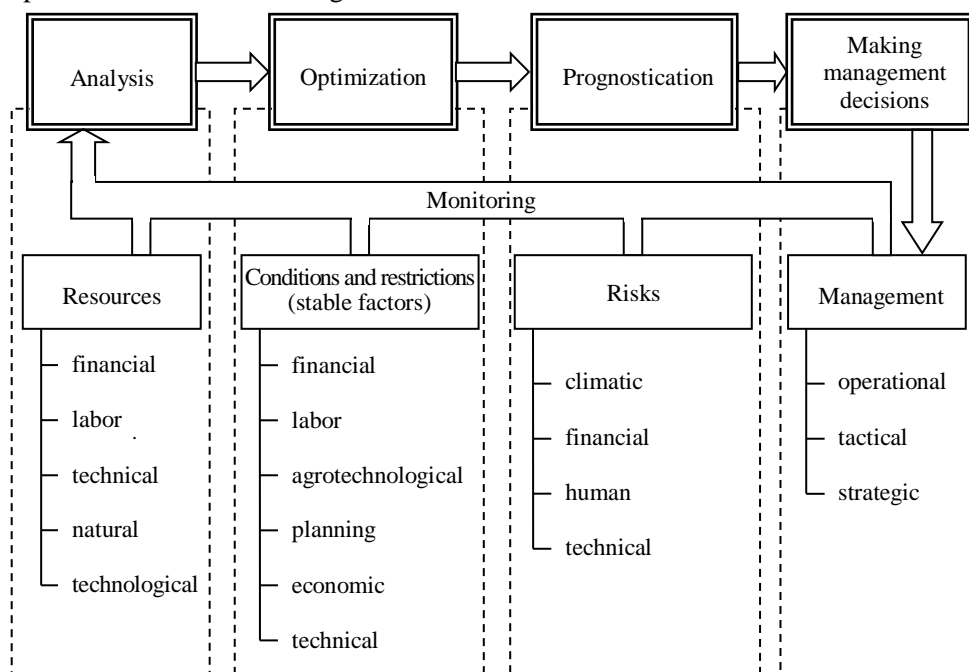 Analysis
Optimization
Prognostication
Making
management
decisions
Monitoring
Resources
Conditions and restrictions
(stable factors)
Risks
Management
financial
labor
technical
natural
technological
financial
labor
agrotechnological
planning
economic
technical
climatic
financial
human
technical
operational
tactical
strategic